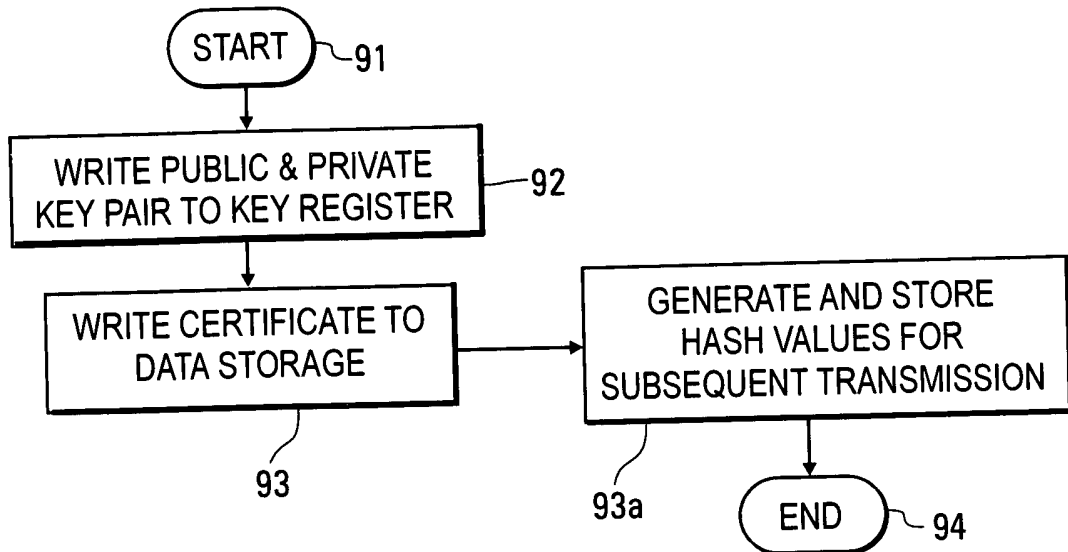 START
91
WRITE PUBLIC & PRIVATE
KEY PAIR TO KEY REGISTER
92
WRITE CERTIFICATE TO
DATA STORAGE
93
GENERATE AND STORE
HASH VALUES FOR
SUBSEQUENT TRANSMISSION
93a
END
94